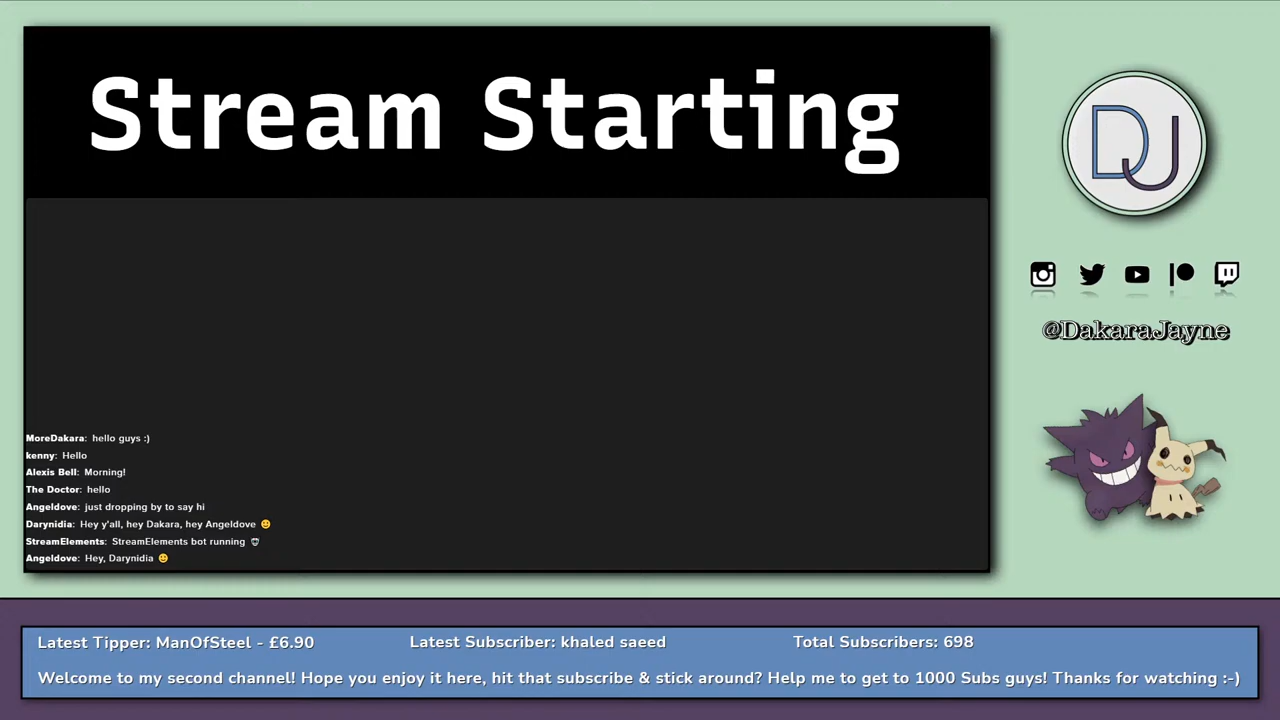 Stream Starting
DJ
@DakaraJayne
MoreDakara: hello guys :)
kenny: Hello
Alexis Bell: Morning!
The Doctor: hello
Angeldove: just dropping by to say hi
Darynidia: Hey y'all, hey Dakara, hey Angeldove 🙂
StreamElements: StreamElements bot running 🤖
Angeldove: Hey, Darynidia 🙂
Latest Tipper: ManOfSteel - £6.90
Latest Subscriber: khaled saeed
Total Subscribers: 698
Welcome to my second channel! Hope you enjoy it here, hit that subscribe & stick around? Help me to get to 1000 Subs guys! Thanks for watching :-)